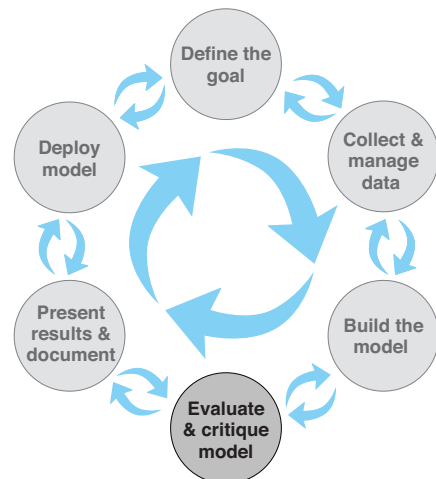 Define the
goal
Collect &
manage
data
Build the
model
Evaluate
& critique
model
Present
results &
document
Deploy
model